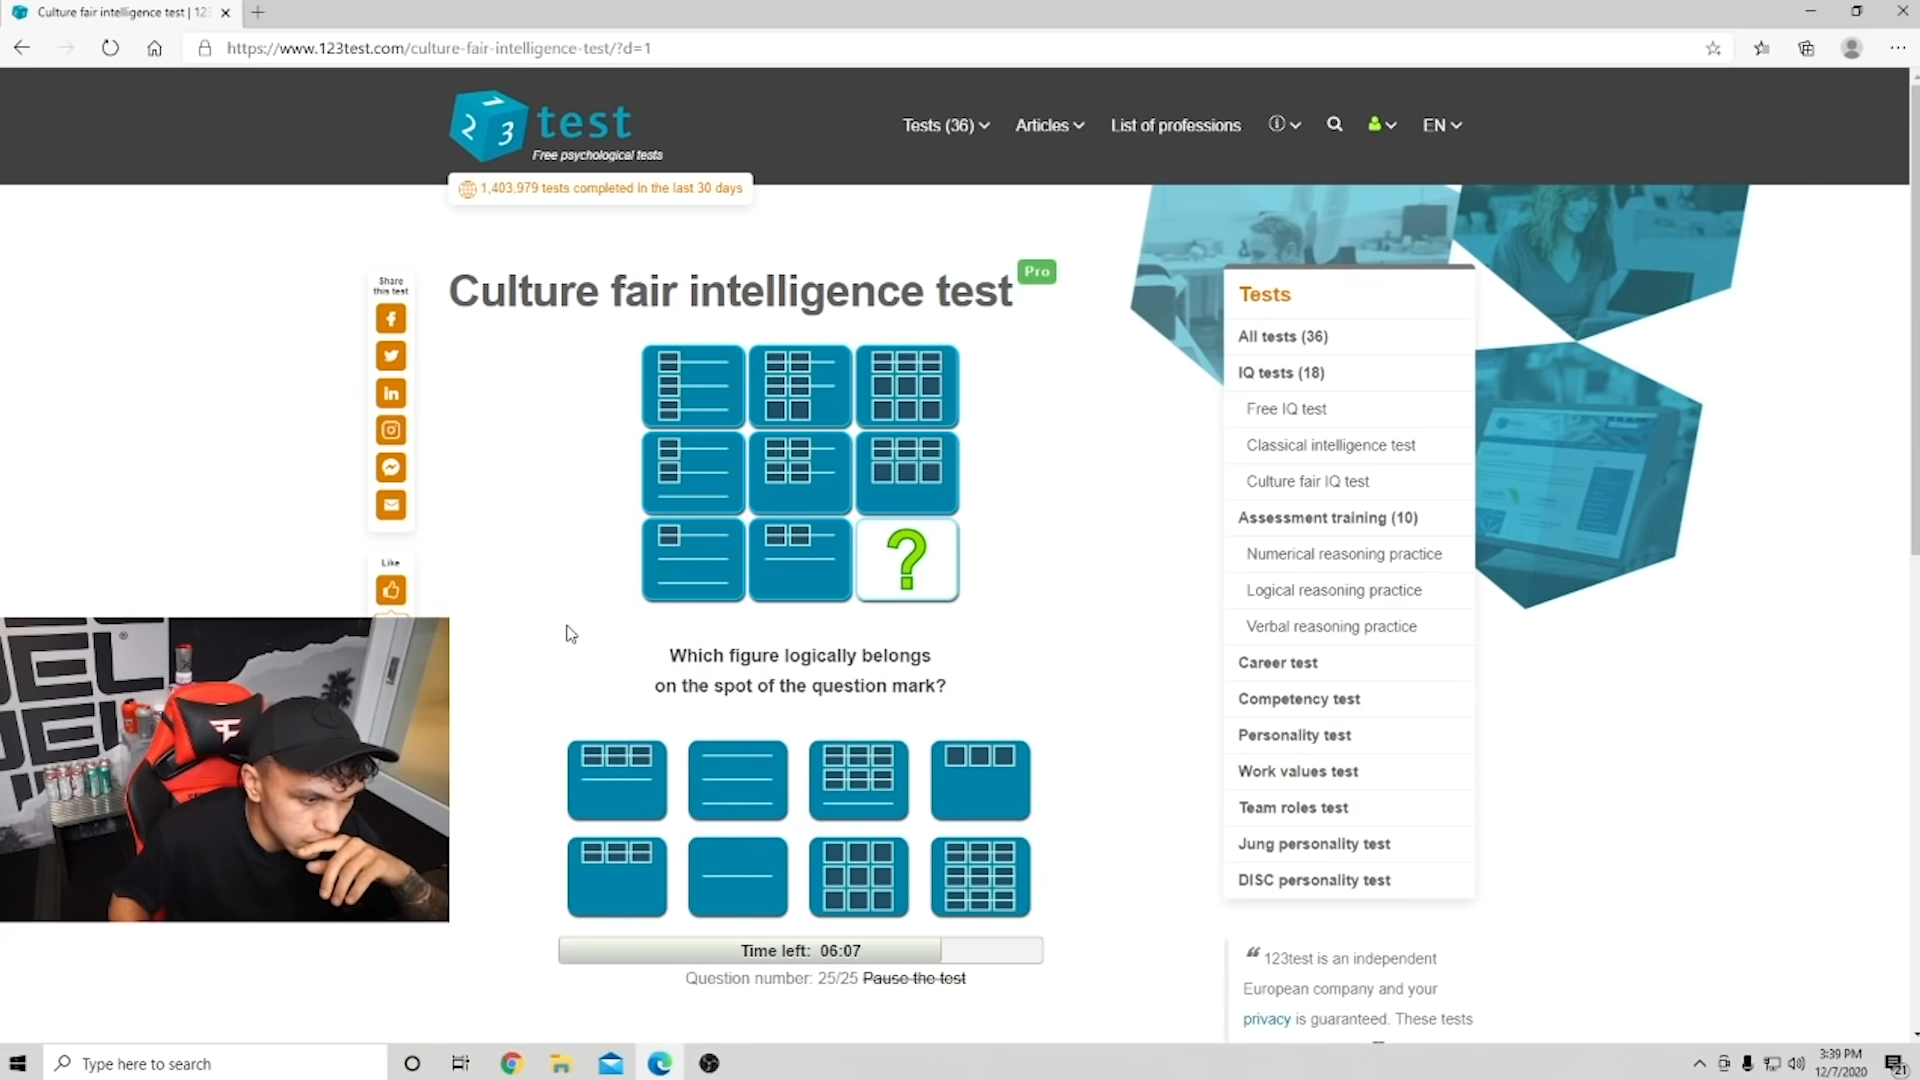 Culture fair intelligence test | 123
https://www.123test.com/culture-fair-intelligence-test/?d=1
1 2 3 test
Free psychological tests
Tests (36)
Articles
List of professions
EN
1,403,979 tests completed in the last 30 days
Share
this test
Culture fair intelligence test
Pro
?
Which figure logically belongs
on the spot of the question mark?
Like
Time left: 06:07
Question number: 25/25 Pause the test
Tests
All tests (36)
IQ tests (18)
Free IQ test
Classical intelligence test
Culture fair IQ test
Assessment training (10)
Numerical reasoning practice
Logical reasoning practice
Verbal reasoning practice
Career test
Competency test
Personality test
Work values test
Team roles test
Jung personality test
DISC personality test
“ 123test is an independent
European company and your
privacy is guaranteed. These tests
Type here to search
3:39 PM
12/7/2020
21